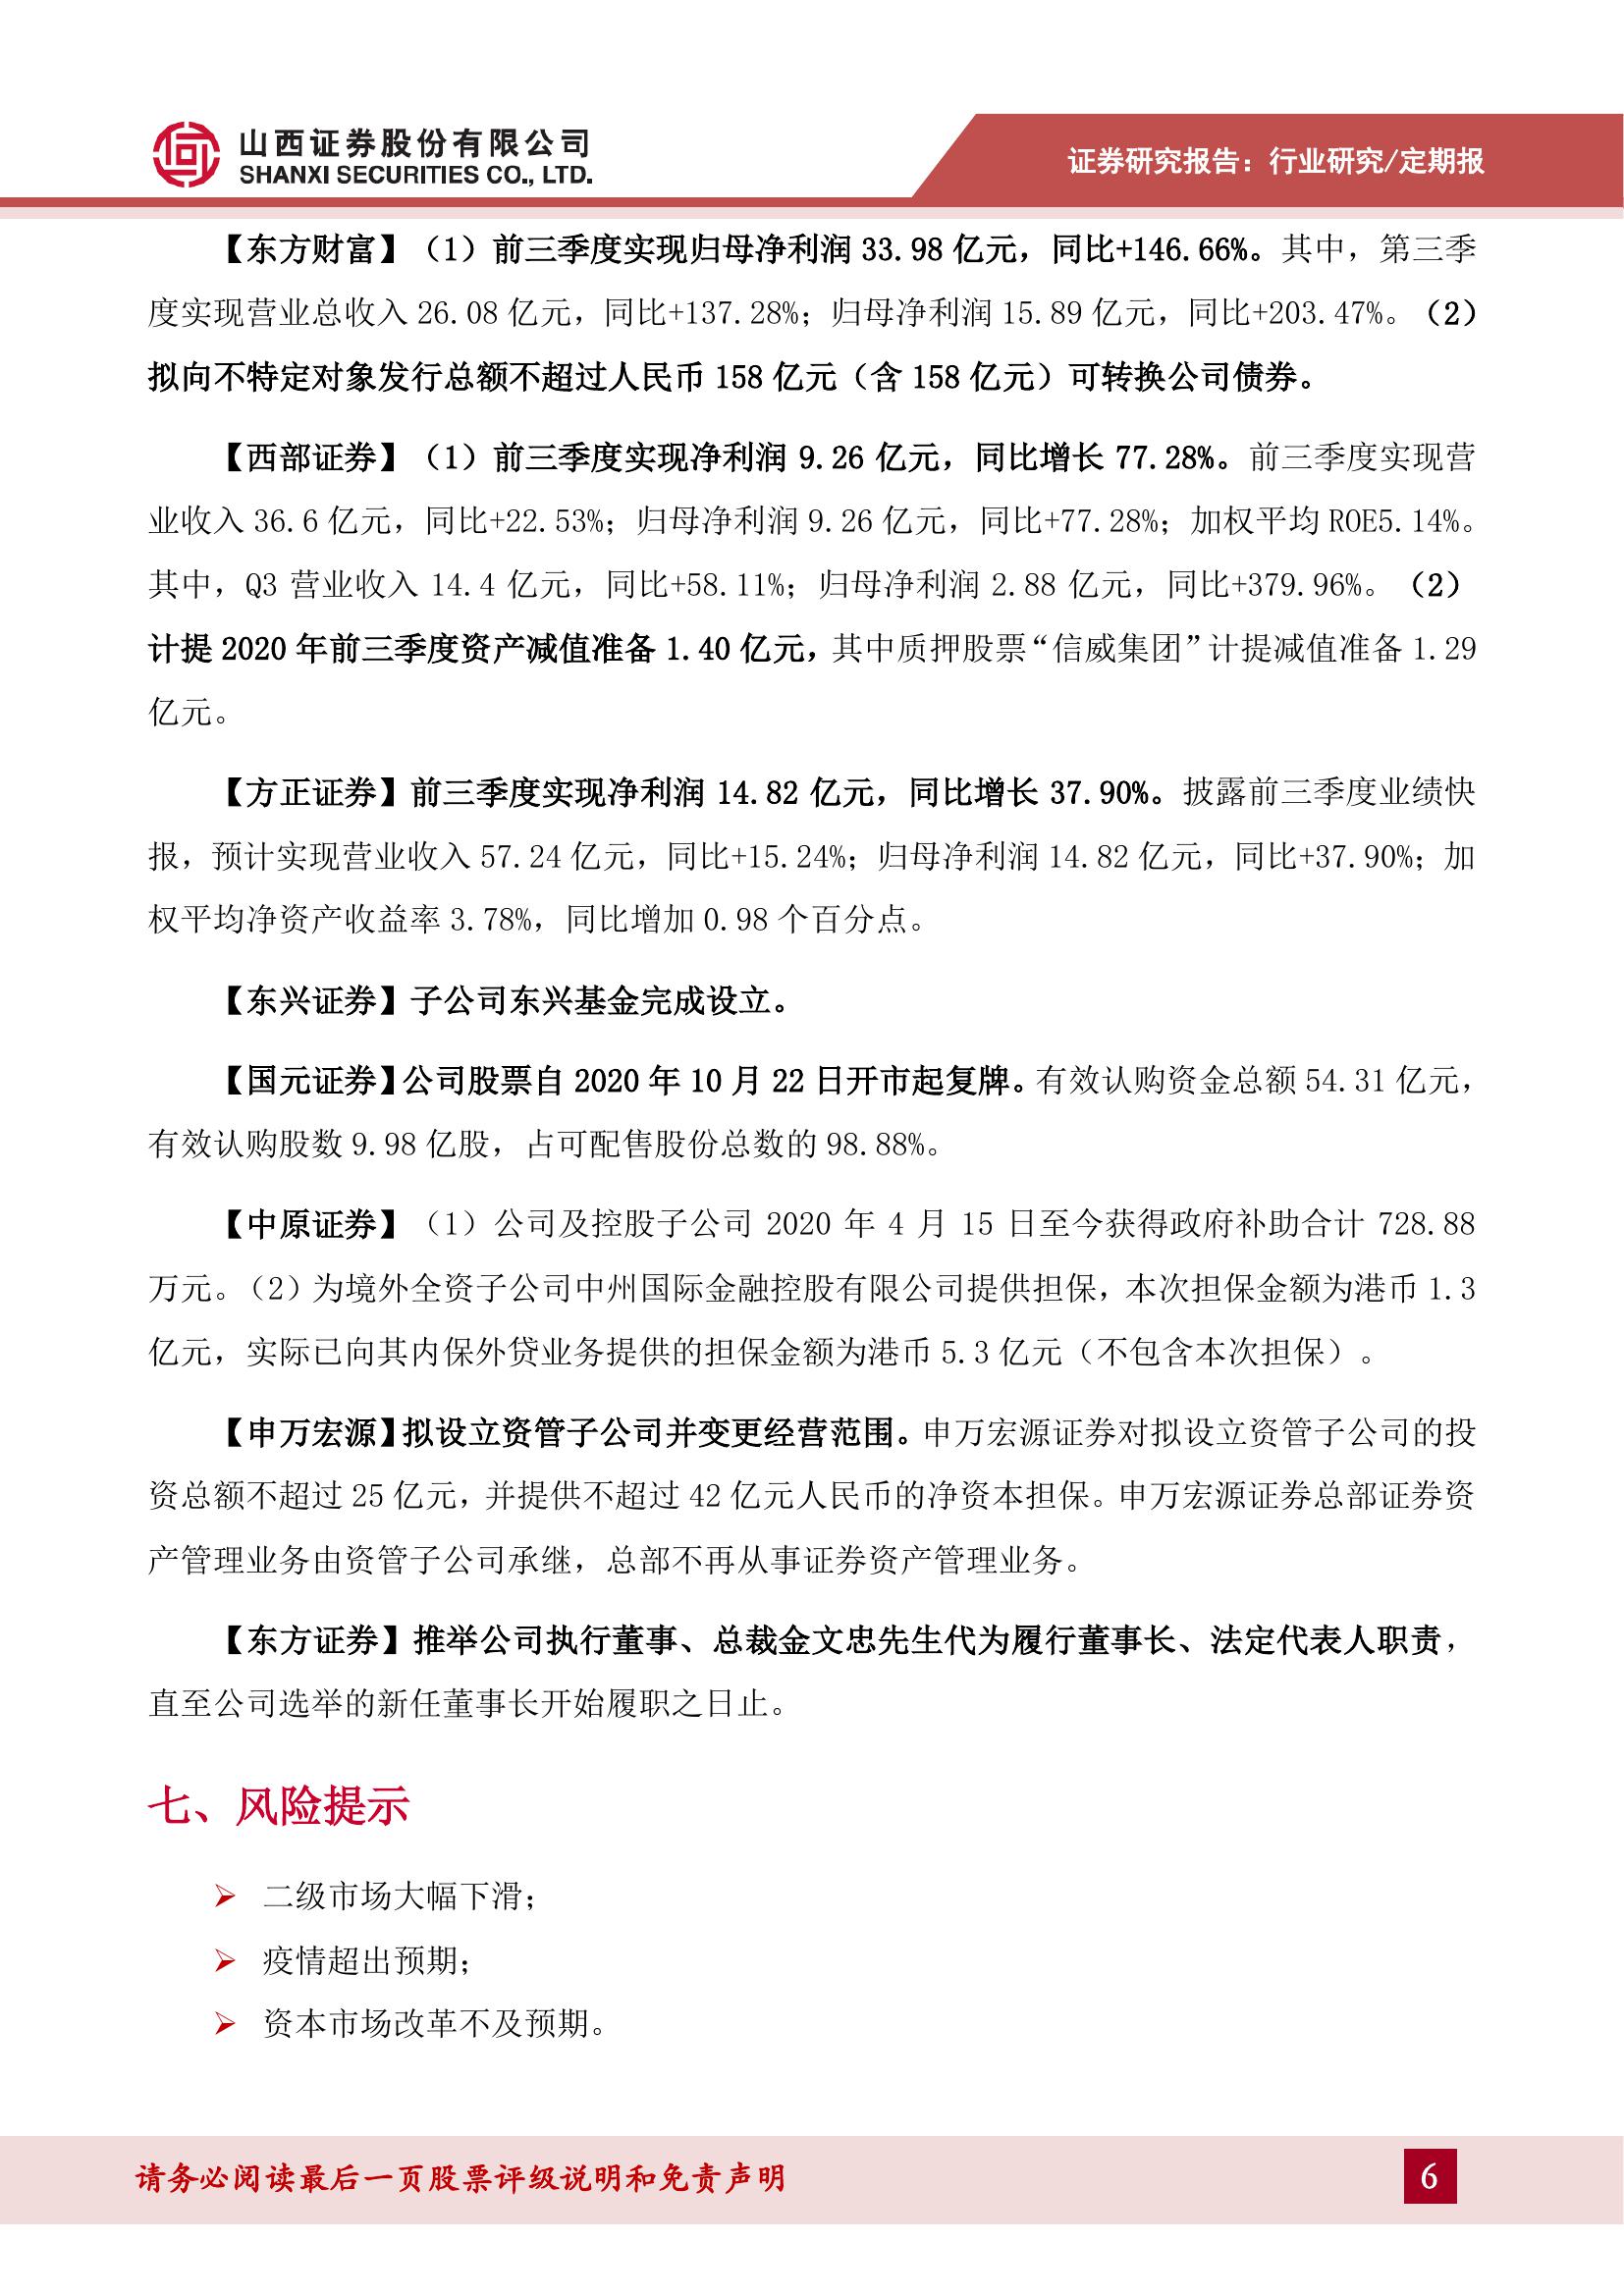 山西证券股份有限公司
SHANXI SECURITIES CO., LTD.
证券研究报告：行业研究/定期报
【东方财富】（1）前三季度实现归母净利润 33.98 亿元，同比+146.66%。其中，第三季
度实现营业总收入 26.08 亿元，同比+137.28%；归母净利润 15.89 亿元，同比+203.47%。（2）
拟向不特定对象发行总额不超过人民币 158 亿元（含 158 亿元）可转换公司债券。
【西部证券】（1）前三季度实现净利润 9.26 亿元，同比增长 77.28%。前三季度实现营
业收入 36.6 亿元，同比+22.53%；归母净利润 9.26 亿元，同比+77.28%；加权平均 ROE5.14%。
其中，Q3 营业收入 14.4 亿元，同比+58.11%；归母净利润 2.88 亿元，同比+379.96%。（2）
计提 2020 年前三季度资产减值准备 1.40 亿元，其中质押股票“信威集团”计提减值准备 1.29
亿元。
【方正证券】前三季度实现净利润 14.82 亿元，同比增长 37.90%。披露前三季度业绩快
报，预计实现营业收入 57.24 亿元，同比+15.24%；归母净利润 14.82 亿元，同比+37.90%；加
权平均净资产收益率 3.78%，同比增加 0.98 个百分点。
【东兴证券】子公司东兴基金完成设立。
【国元证券】公司股票自 2020 年 10 月 22 日开市起复牌。有效认购资金总额 54.31 亿元，
有效认购股数 9.98 亿股，占可配售股份总数的 98.88%。
【中原证券】（1）公司及控股子公司 2020 年 4 月 15 日至今获得政府补助合计 728.88
万元。（2）为境外全资子公司中州国际金融控股有限公司提供担保，本次担保金额为港币 1.3
亿元，实际已向其内保外贷业务提供的担保金额为港币 5.3 亿元（不包含本次担保）。
【申万宏源】拟设立资管子公司并变更经营范围。申万宏源证券对拟设立资管子公司的投
资总额不超过 25 亿元，并提供不超过 42 亿元人民币的净资本担保。申万宏源证券总部证券资
产管理业务由资管子公司承继，总部不再从事证券资产管理业务。
【东方证券】推举公司执行董事、总裁金文忠先生代为履行董事长、法定代表人职责，
直至公司选举的新任董事长开始履职之日止。
七、风险提示
➢ 二级市场大幅下滑；
➢ 疫情超出预期；
➢ 资本市场改革不及预期。
请务必阅读最后一页股票评级说明和免责声明
6